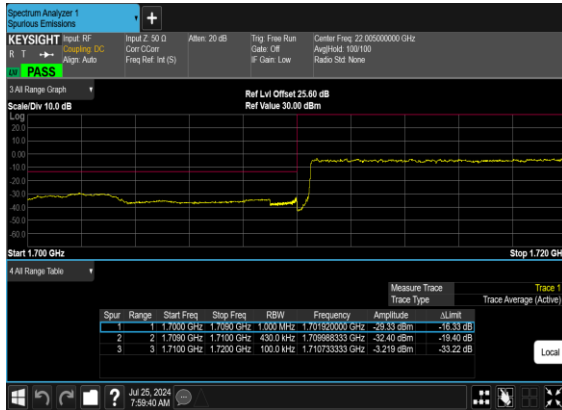 Spectrum Analyzer 1
Spurious Emissions
KEYSIGHT Input: RF
R T Coupling: DC
Align: Auto
Input Z: 50 Ω
Corr CCorr
Freq Ref: Int (S)
Atten: 20 dB
Trig: Free Run
Gate: Off
IF Gain: Low
Center Freq: 22.005000000 GHz
Avg|Hold: 100/100
Radio Std: None
PASS
3 All Range Graph
Scale/Div 10.0 dB
Ref Lvl Offset 25.60 dB
Ref Value 30.00 dBm
Log
20.0
10.0
0.00
-10.0
-20.0
-30.0
-40.0
-50.0
-60.0
Start 1.700 GHz Stop 1.720 GH
4 All Range Table
Measure Trace Trace 1
Trace Type Trace Average (Active)
Spur Range Start Freq Stop Freq RBW Frequency Amplitude ΔLimit
1 1 1.7000 GHz 1.7090 GHz 1.000 MHz 1.701920000 GHz -29.33 dBm -16.33 dB
2 2 1.7090 GHz 1.7100 GHz 430.0 kHz 1.709988333 GHz -32.40 dBm -19.40 dB
3 3 1.7100 GHz 1.7200 GHz 100.0 kHz 1.710733333 GHz -3.219 dBm -33.22 dB
Local
Jul 25, 2024
7:59:40 AM